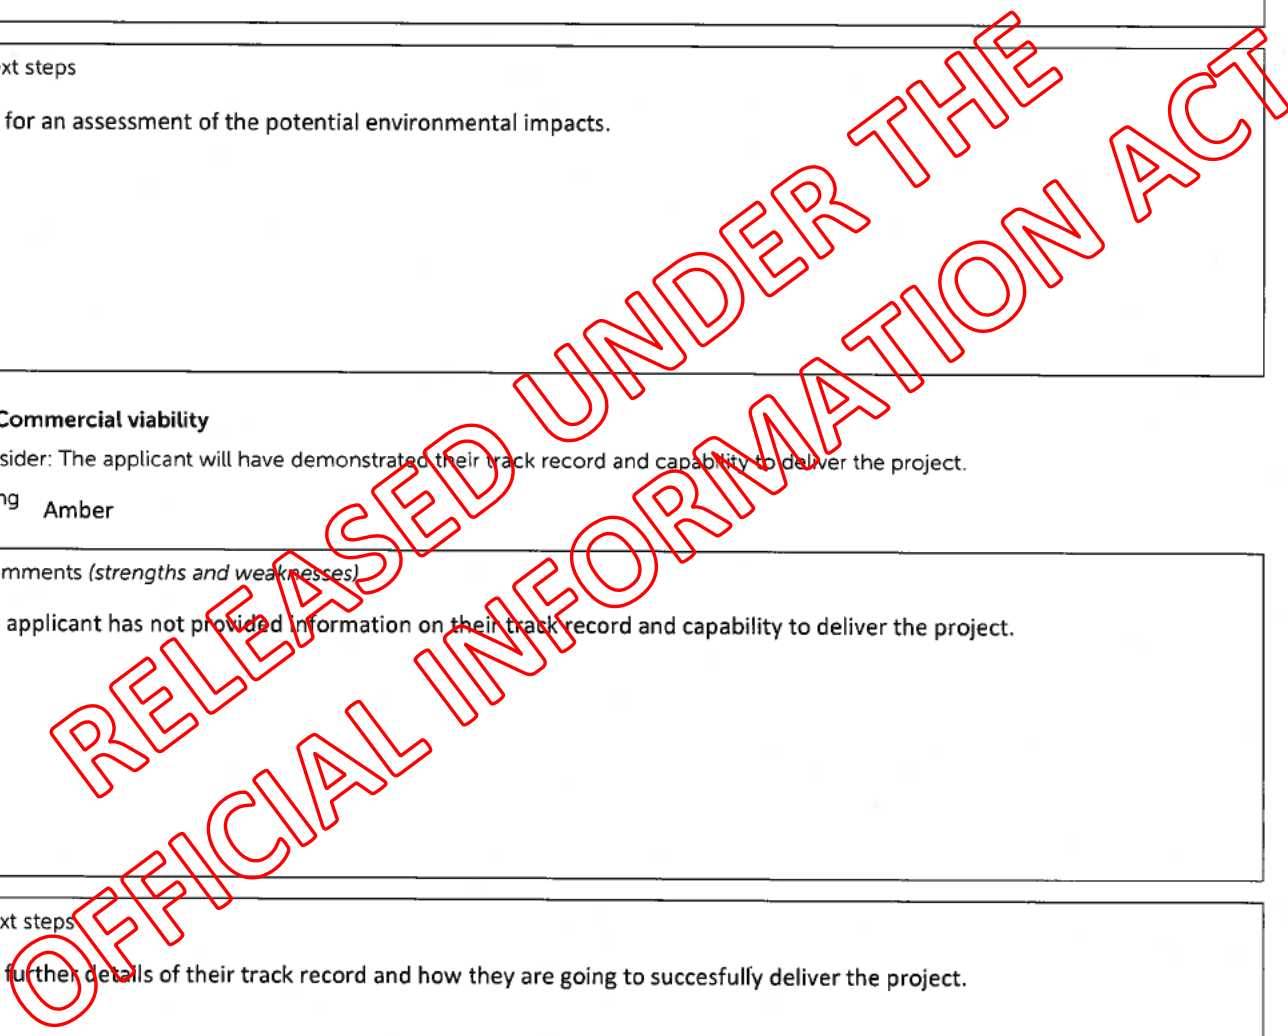 xt steps
for an assessment of the potential environmental impacts.
Commercial viability
sider: The applicant will have demonstrated their track record and capability to deliver the project.
ng Amber
mments (strengths and weaknesses)
applicant has not provided information on their track record and capability to deliver the project.
xt steps
further details of their track record and how they are going to succesfully deliver the project.
RELEASED UNDER THE
OFFICIAL INFORMATION ACT